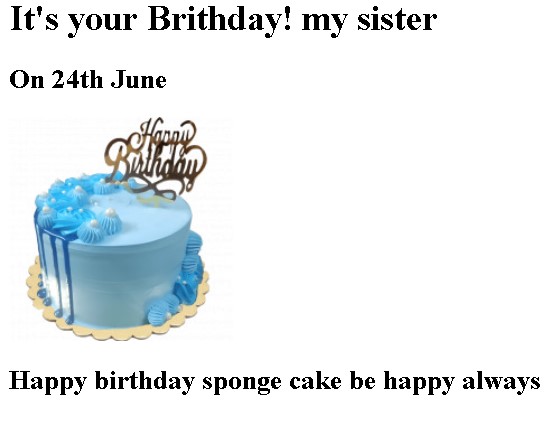 It's your Brithday! my sister
On 24th June
Happy
Birthday
Happy birthday sponge cake be happy always